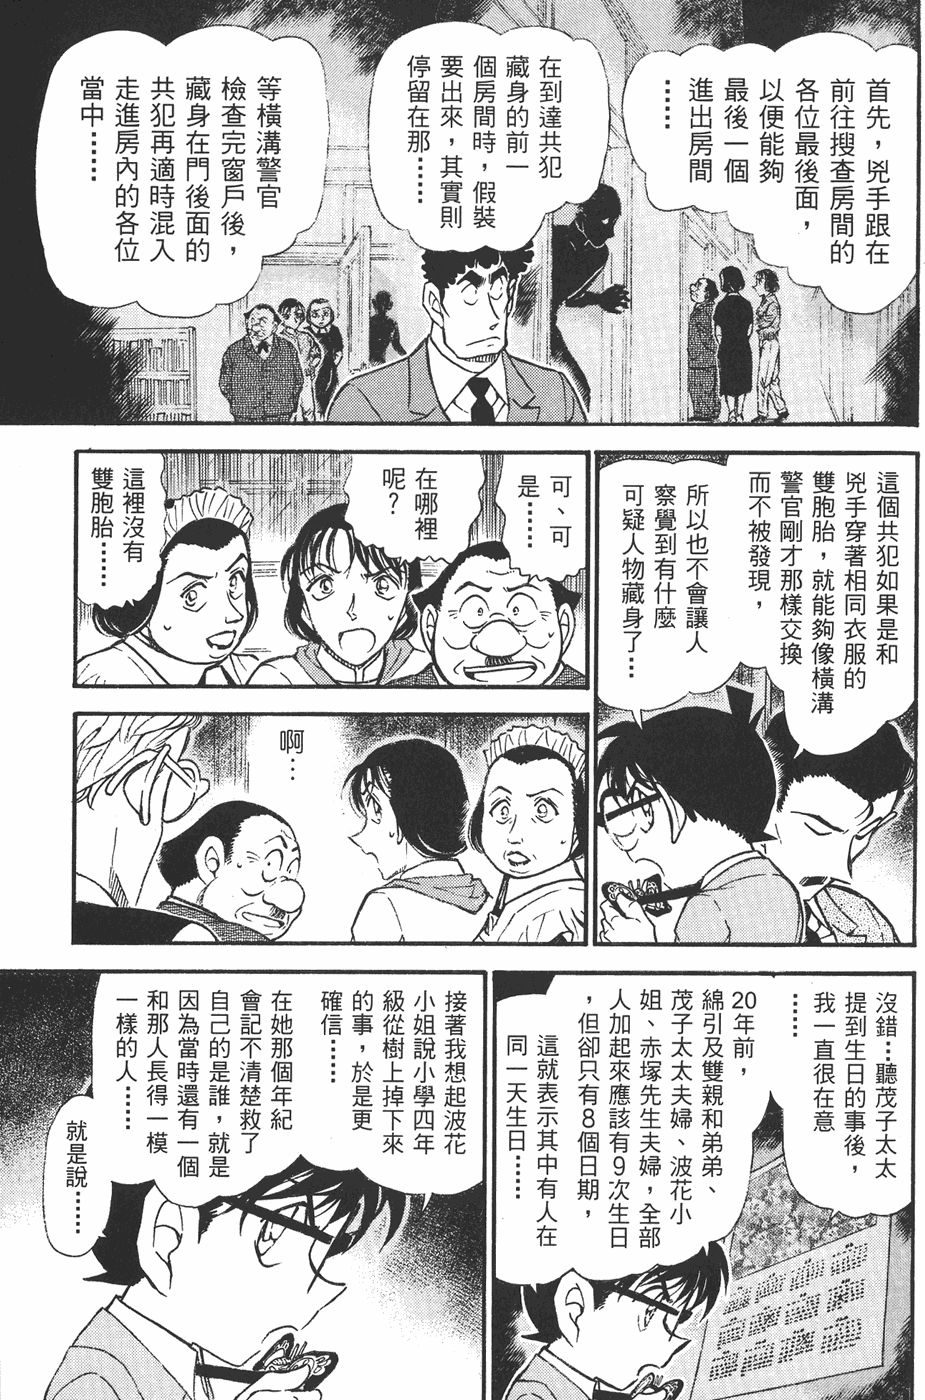 首先，兇手跟在
前往搜查房間的
各位最後面，
以便能夠
最後一個
進出房間
……
在到達共犯
藏身的前一
個房間時，假裝
要出來，其實則
停留在那……
等橫溝警官
檢查完窗戶後，
藏身在門後面的
共犯再適時混入
走進房內的各位
當中……
這個共犯如果是和
兇手穿著相同衣服的
雙胞胎，就能夠像橫溝
警官剛才那樣交換
而不被發現，
所以也不會讓人
察覺到有什麼
可疑人物藏身了…
可、可
是……
在哪裡
呢？
這裡沒有
雙胞胎……
啊…
沒錯…聽茂子太太
提到生日的事後，
我一直很在意
……
20年前，
綿引及雙親和弟弟、
茂子太太夫婦、波花小
姐、赤塚先生夫婦，全部
人加起來應該有9次生日
，但卻只有8個日期，
這就表示其中有人在
同一天生日……
接著我想起波花
小姐說小學四年
級從樹上掉下來
的事，於是更
確信……
在她那個年紀
會記不清楚救了
自己的是誰，就是
因為當時還有一個
和那人長得一模
一樣的人……
就是說……